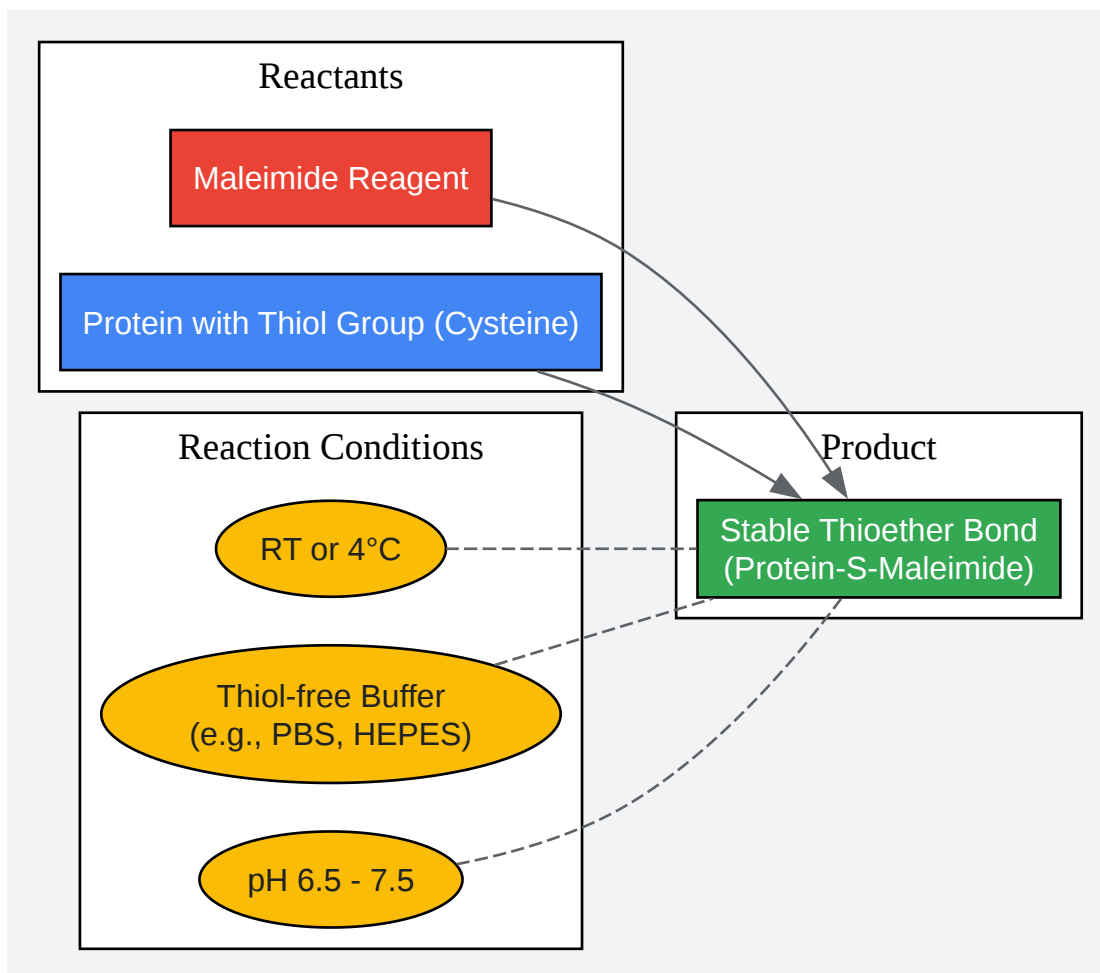 Reactants
Maleimide Reagent
Protein with Thiol Group (Cysteine)
Reaction Conditions
RT or 4°C
Thiol-free Buffer
(e.g., PBS, HEPES)
pH 6.5 - 7.5
Product
Stable Thioether Bond
(Protein-S-Maleimide)